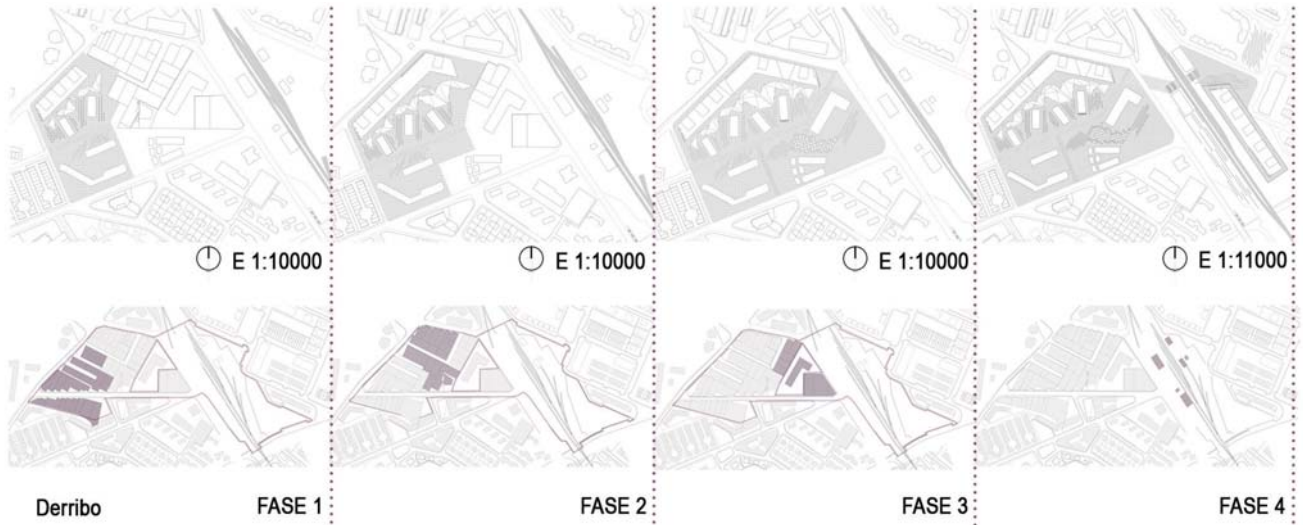 E 1:10000
E 1:10000
E 1:10000
E 1:11000
Derribo
FASE 1
FASE 2
FASE 3
FASE 4